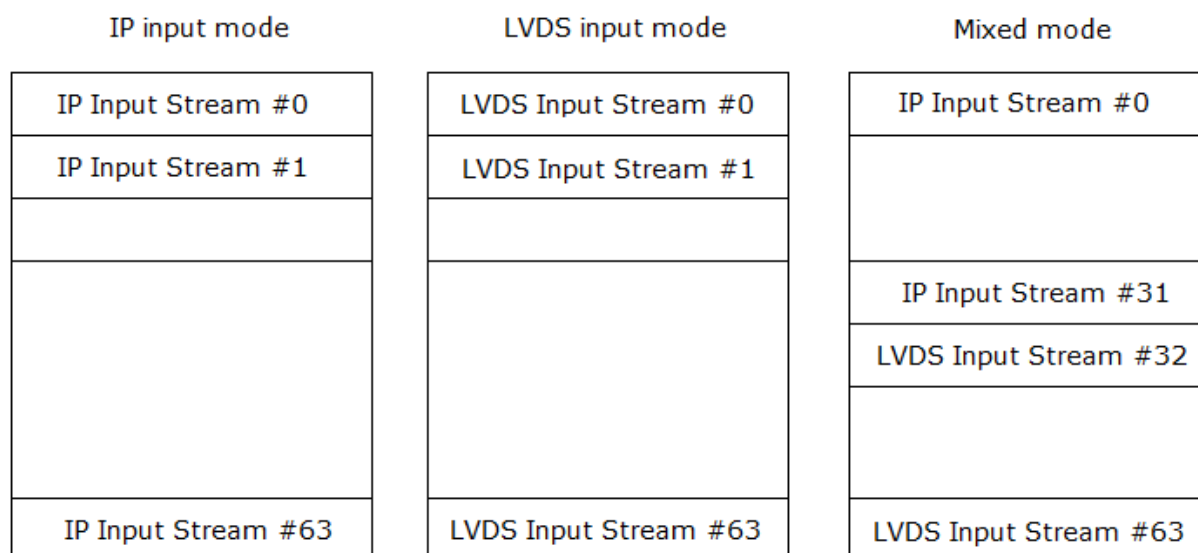 IP input mode
IP Input Stream #0
IP Input Stream #1
IP Input Stream #63
LVDS input mode
LVDS Input Stream #0
LVDS Input Stream #1
LVDS Input Stream #63
Mixed mode
IP Input Stream #0
IP Input Stream #31
LVDS Input Stream #32
LVDS Input Stream #63